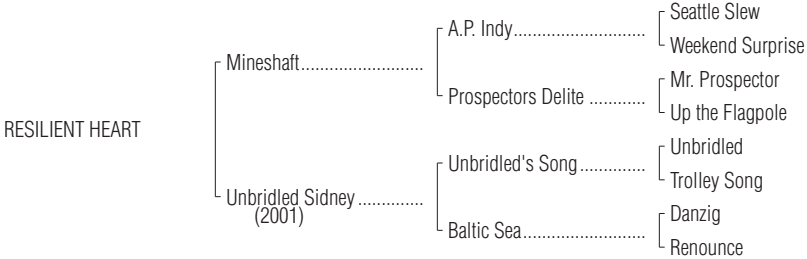 Seattle Slew
A.P. Indy............................
Weekend Surprise
Mineshaft..........................
Mr. Prospector
Prospectors Delite ............
Up the Flagpole
RESILIENT HEART
Unbridled
Unbridled's Song..............
Trolley Song
Unbridled Sidney ..............
(2001)
Danzig
Baltic Sea..........................
Renounce